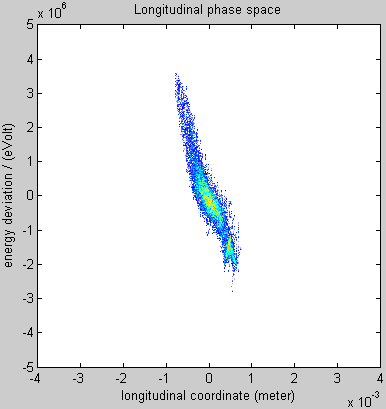 Longitudinal phase space
x 10^6
5
4
3
2
1
0
-1
-2
-3
-4
-5
energy deviation / (eVolt)
-4 -3 -2 -1 0 1 2 3 4
x 10^-3
longitudinal coordinate (meter)